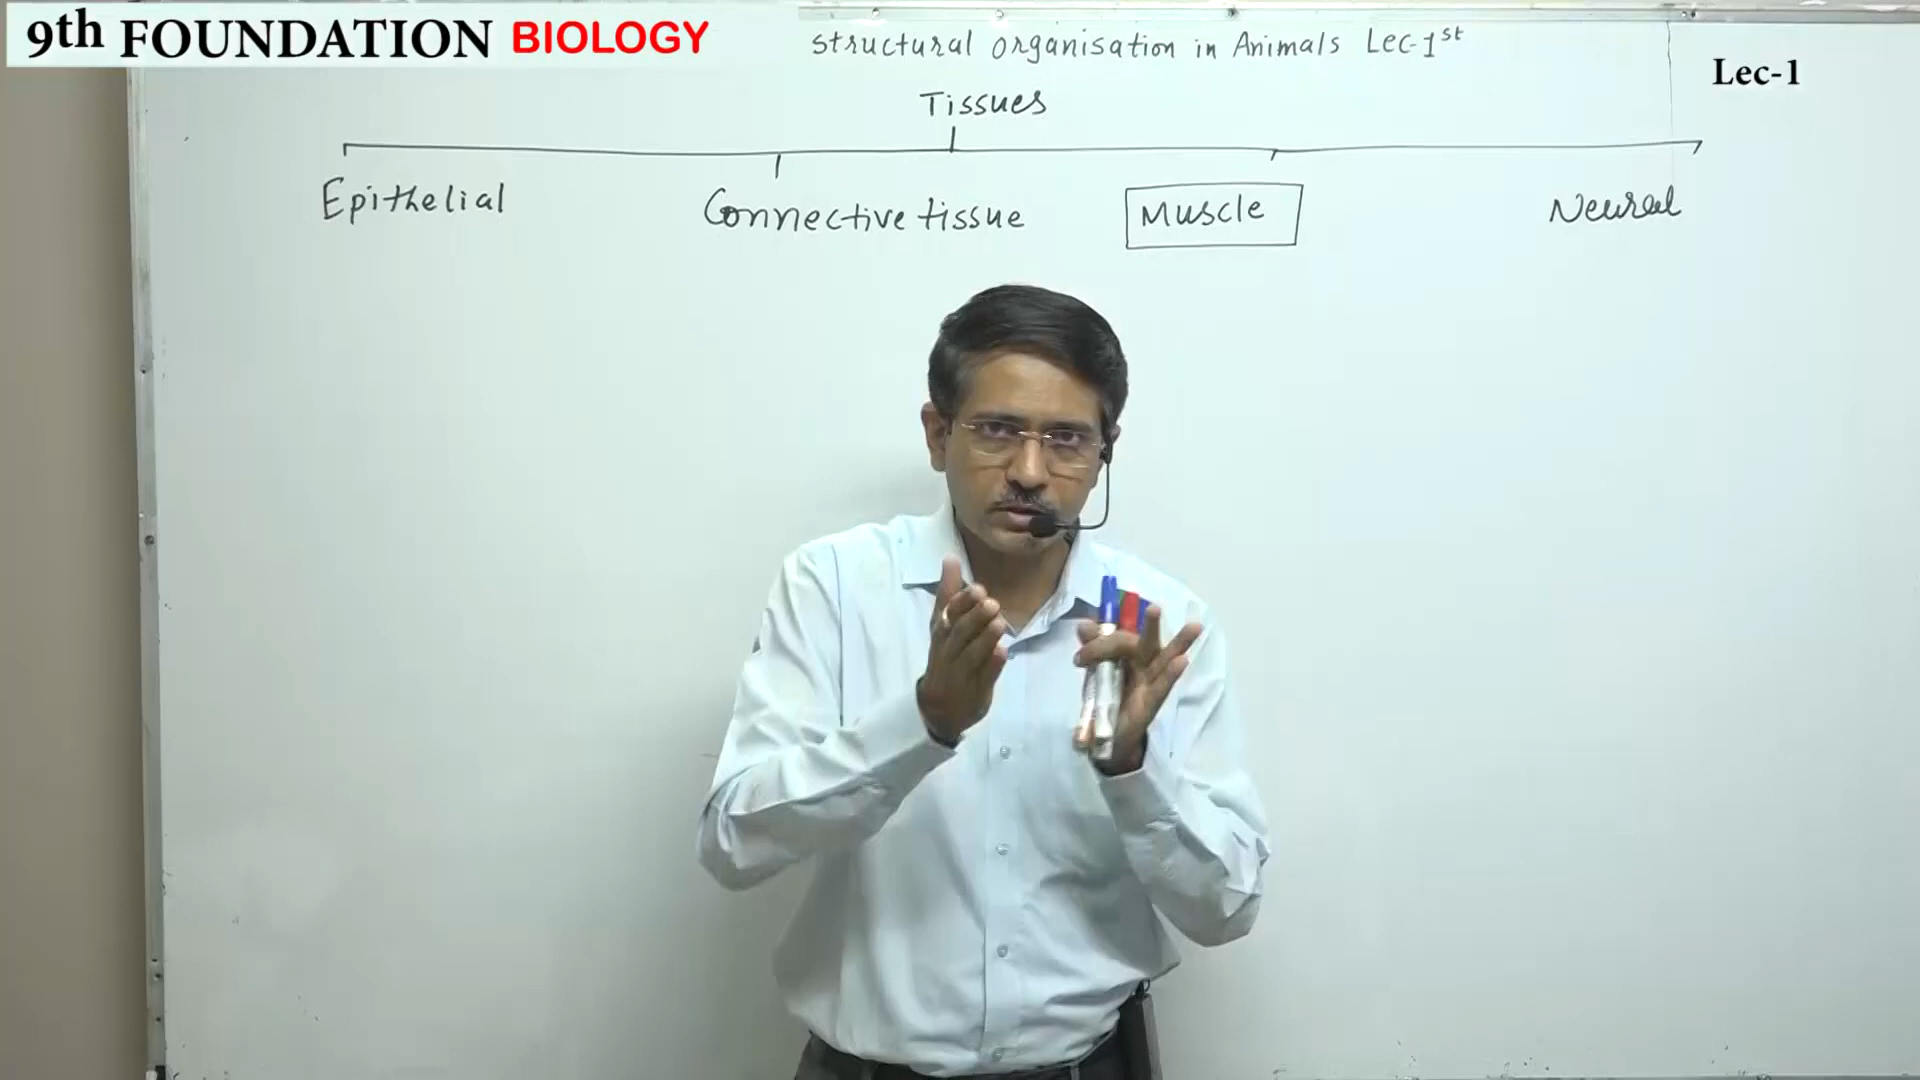 9th FOUNDATION BIOLOGY
Structural organisation in Animals Lec-1st
Lec-1
Tissues
Epithelial
Connective tissue
Muscle
Neural